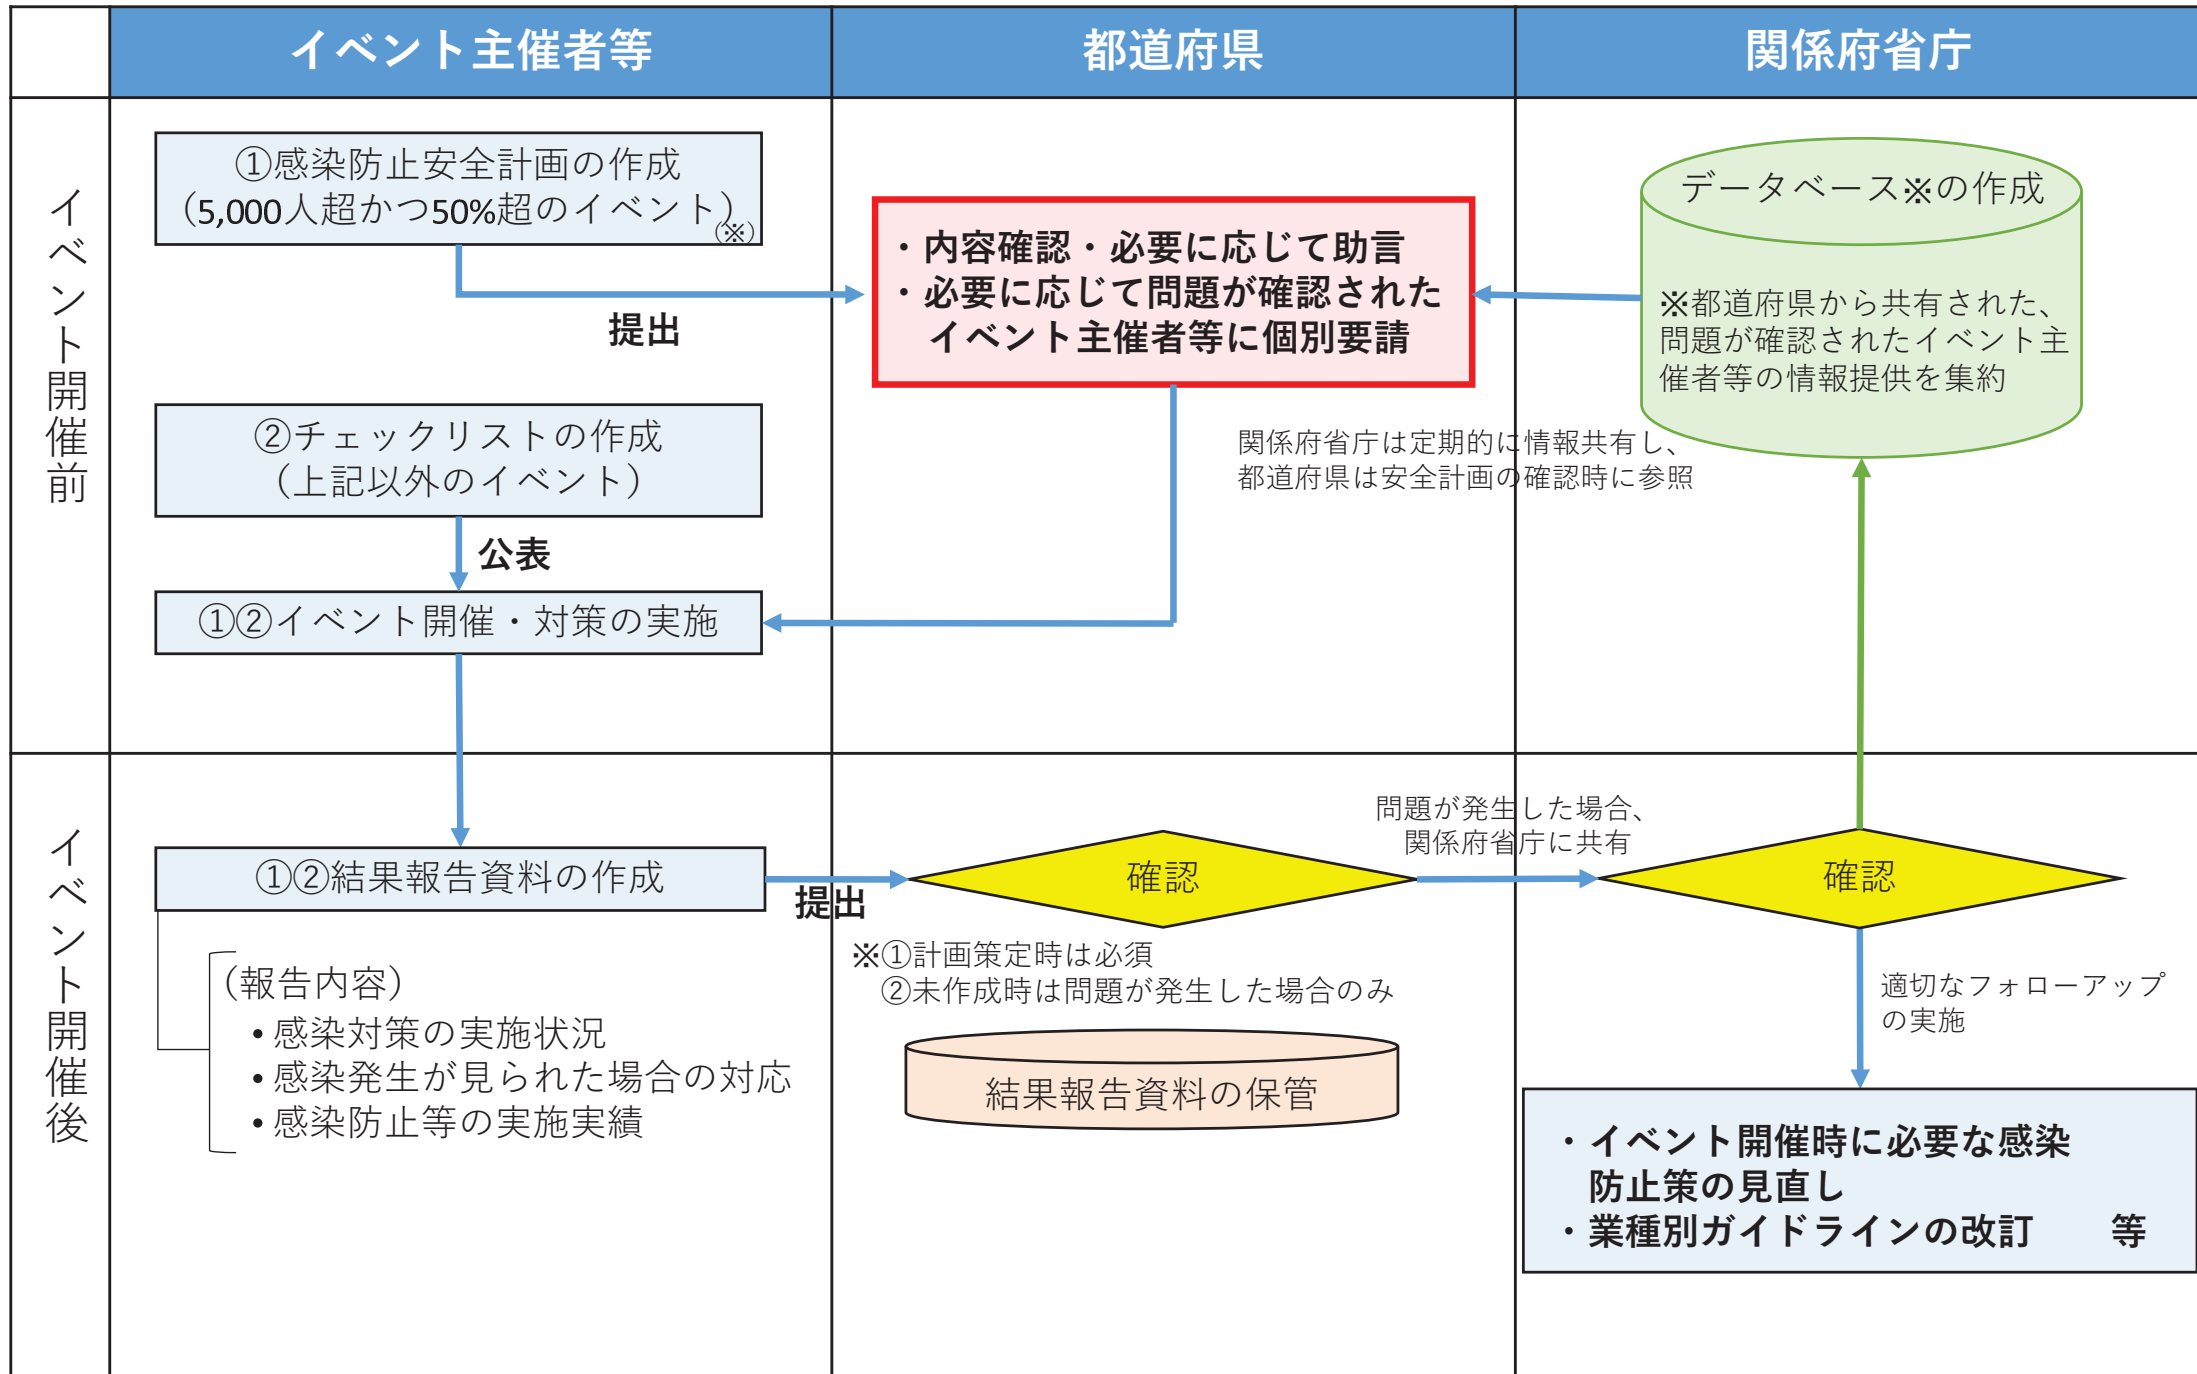 イベント主催者等
都道府県
関係府省庁
イベント開催前
①感染防止安全計画の作成
（5,000人超かつ50%超のイベント）
（※）
提出
②チェックリストの作成
（上記以外のイベント）
公表
①②イベント開催・対策の実施
・内容確認・必要に応じて助言
・必要に応じて問題が確認された
イベント主催者等に個別要請
データベース※の作成
※都道府県から共有された、
問題が確認されたイベント主
催者等の情報提供を集約
関係府省庁は定期的に情報共有し、
都道府県は安全計画の確認時に参照
イベント開催後
①②結果報告資料の作成
提出
（報告内容）
• 感染対策の実施状況
• 感染発生が見られた場合の対応
• 感染防止等の実施実績
確認
※①計画策定時は必須
②未作成時は問題が発生した場合のみ
結果報告資料の保管
問題が発生した場合、
関係府省庁に共有
確認
適切なフォローアップ
の実施
・イベント開催時に必要な感染
防止策の見直し
・業種別ガイドラインの改訂　　等